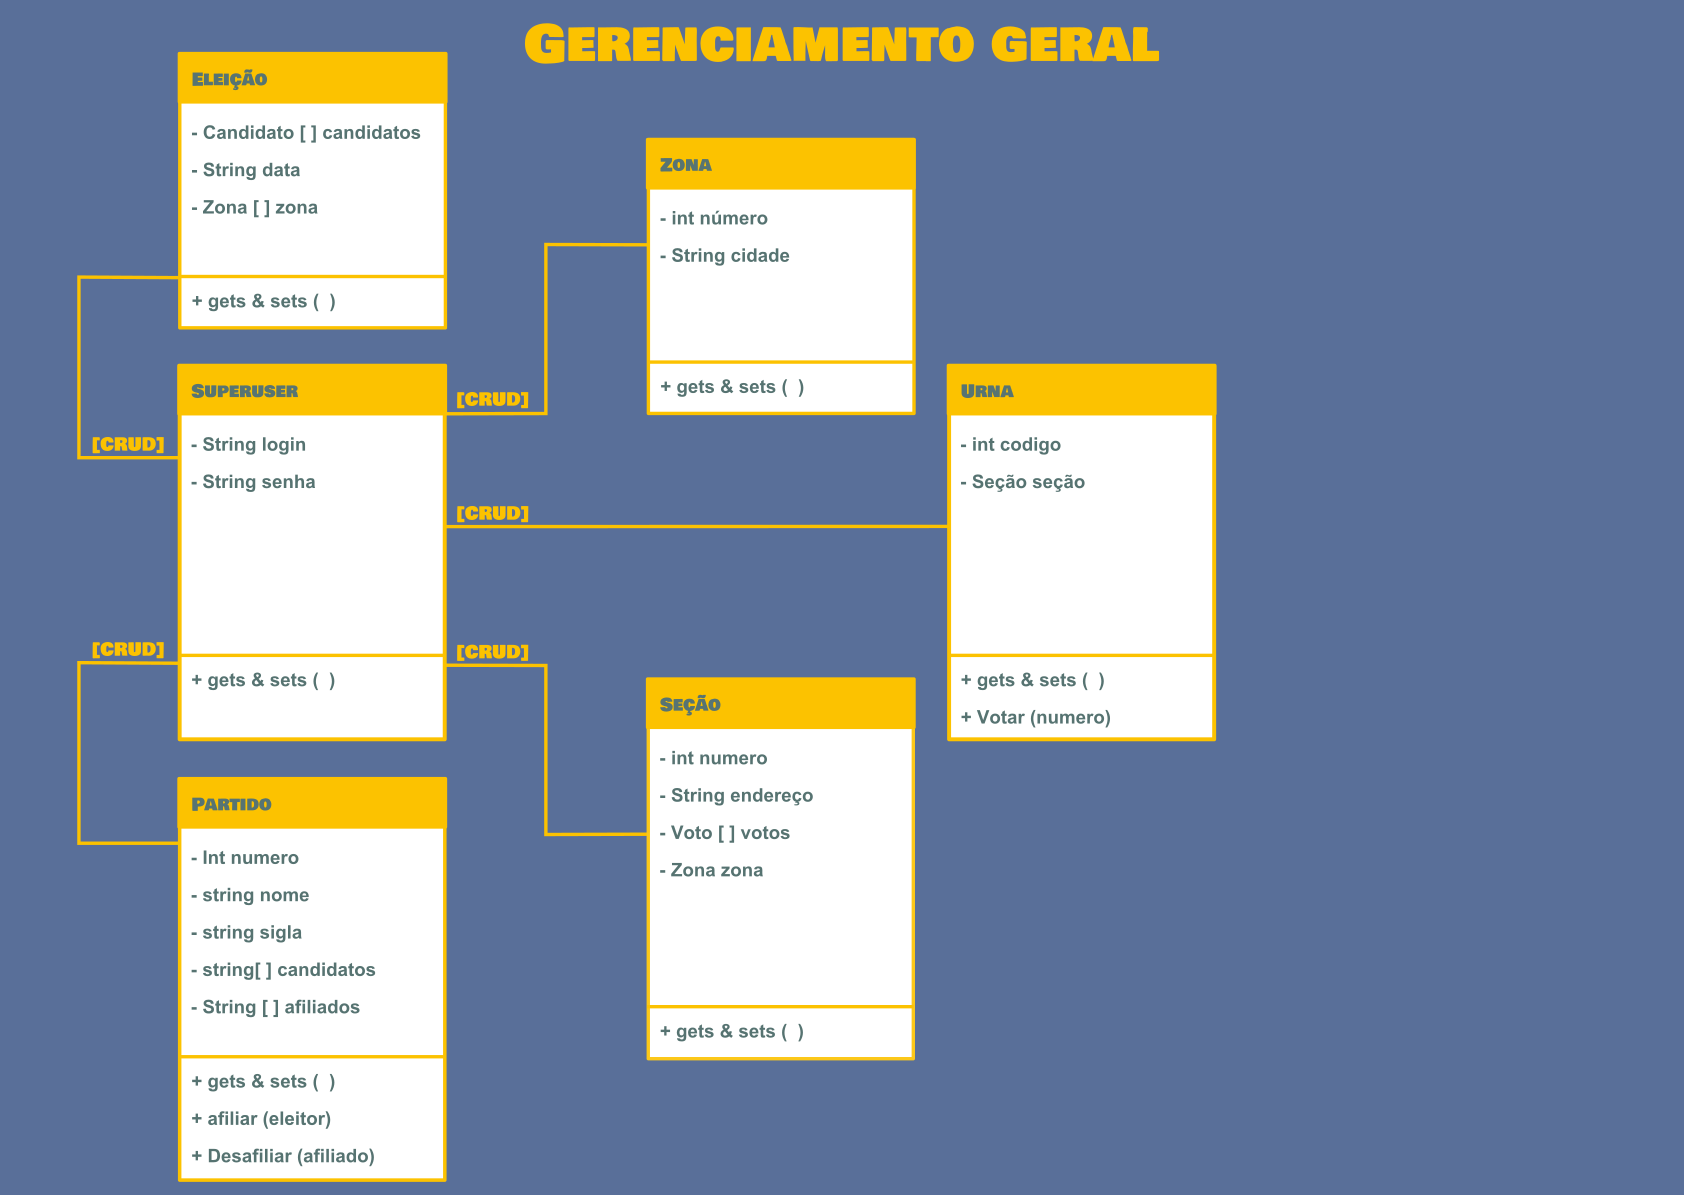 Gerenciamento geral
Eleição
- Candidato [ ] candidatos
- String data
- Zona [ ] zona
+ gets & sets (  )
Zona
- int número
- String cidade
+ gets & sets (  )
Superuser
- String login
- String senha
+ gets & sets (  )
[CRUD]
[CRUD]
[CRUD]
[CRUD]
[CRUD]
Urna
- int codigo
- Seção seção
+ gets & sets (  )
+ Votar (numero)
Seção
- int numero
- String endereço
- Voto [ ] votos
- Zona zona
+ gets & sets (  )
Partido
- Int numero
- string nome
- string sigla
- string[ ] candidatos
- String [ ] afiliados
+ gets & sets (  )
+ afiliar (eleitor)
+ Desafiliar (afiliado)